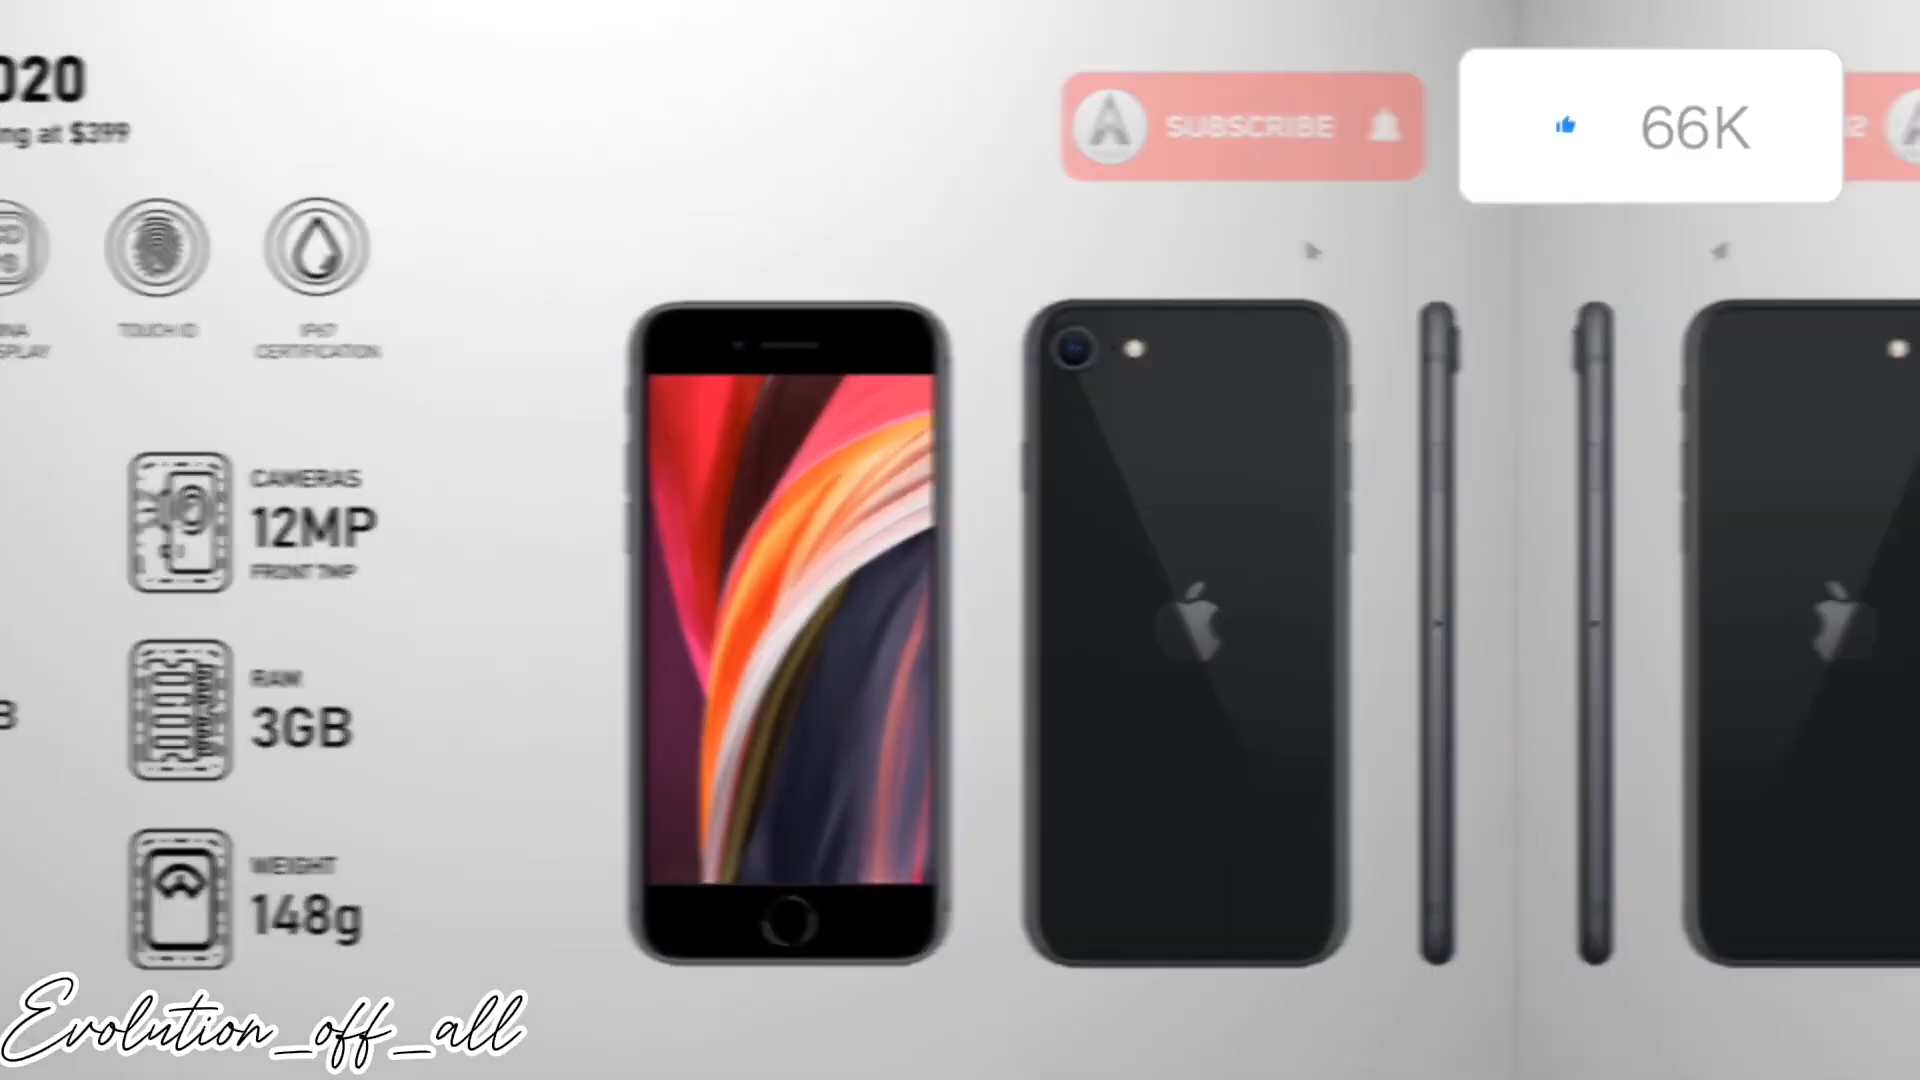 020
ng at $399
SUBSCRIBE
66K
TOUCH ID
IP67
CERTIFICATION
CAMERAS
12MP
FRONT 7MP
RAM
3GB
WEIGHT
148g
Evolution_off_all